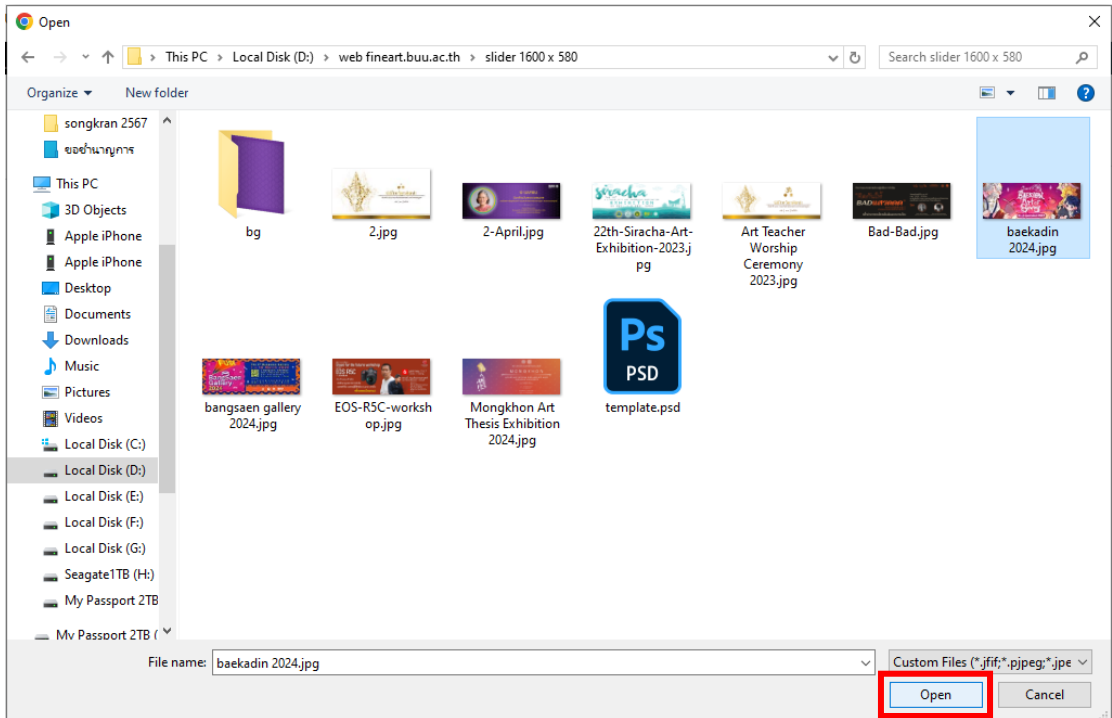 Open
This PC > Local Disk (D:) > web fineart.buu.ac.th > slider 1600 x 580
Search slider 1600 x 580
Organize
New folder
songkran 2567
ขอชำนาญการ
This PC
3D Objects
Apple iPhone
Apple iPhone
Desktop
Documents
Downloads
Music
Pictures
Videos
Local Disk (C:)
Local Disk (D:)
Local Disk (E:)
Local Disk (F:)
Local Disk (G:)
Seagate1TB (H:)
My Passport 2TB
My Passport 2TB (
bg
2.jpg
2-April.jpg
siracha
22th-Siracha-Art-
Exhibition-2023.j
pg
Art Teacher
Worship
Ceremony
2023.jpg
Bad-Bad.jpg
baekadin
2024.jpg
bangsaen gallery
2024.jpg
EOS R5C
EOS-R5C-worksh
op.jpg
Mongkhon Art
Thesis Exhibition
2024.jpg
Ps
PSD
template.psd
File name:
baekadin 2024.jpg
Custom Files (*.jfif;*.pjpeg;*.jpe
Open
Cancel